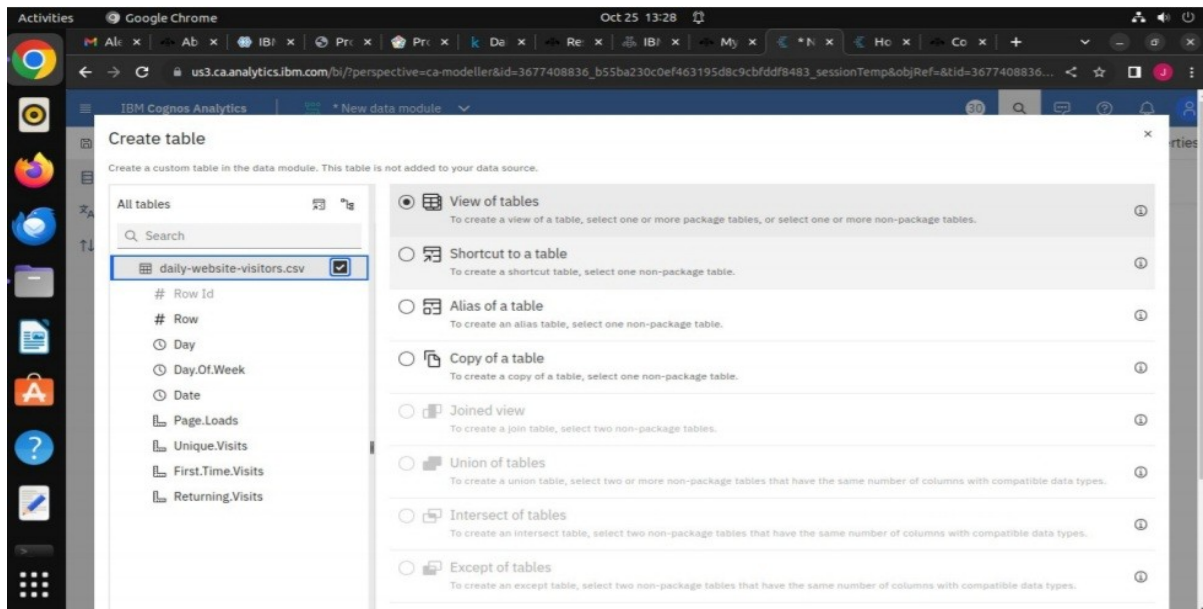 Activities
Google Chrome
Oct 25 13:28
Ale
Ab
IBM
Pro
Pro
Da
Re
IBM
My
*N
Ho
Co
us3.ca.analytics.ibm.com/bi/?perspective=ca-modeller&id=3677408836_b55ba230c0ef463195d8c9cbfddf8483_sessionTemp&objRef=&tid=3677408836...
J
IBM Cognos Analytics
* New data module
30
Create table
erties
Create a custom table in the data module. This table is not added to your data source.
All tables
Search
daily-website-visitors.csv
# Row Id
# Row
Day
Day.Of.Week
Date
Page.Loads
Unique.Visits
First.Time.Visits
Returning.Visits
View of tables
To create a view of a table, select one or more package tables, or select one or more non-package tables.
Shortcut to a table
To create a shortcut table, select one non-package table.
Alias of a table
To create an alias table, select one non-package table.
Copy of a table
To create a copy of a table, select one non-package table.
Joined view
To create a join table, select two non-package tables.
Union of tables
To create a union table, select two or more non-package tables that have the same number of columns with compatible data types.
Intersect of tables
To create an intersect table, select two non-package tables that have the same number of columns with compatible data types.
Except of tables
To create an except table, select two non-package tables that have the same number of columns with compatible data types.